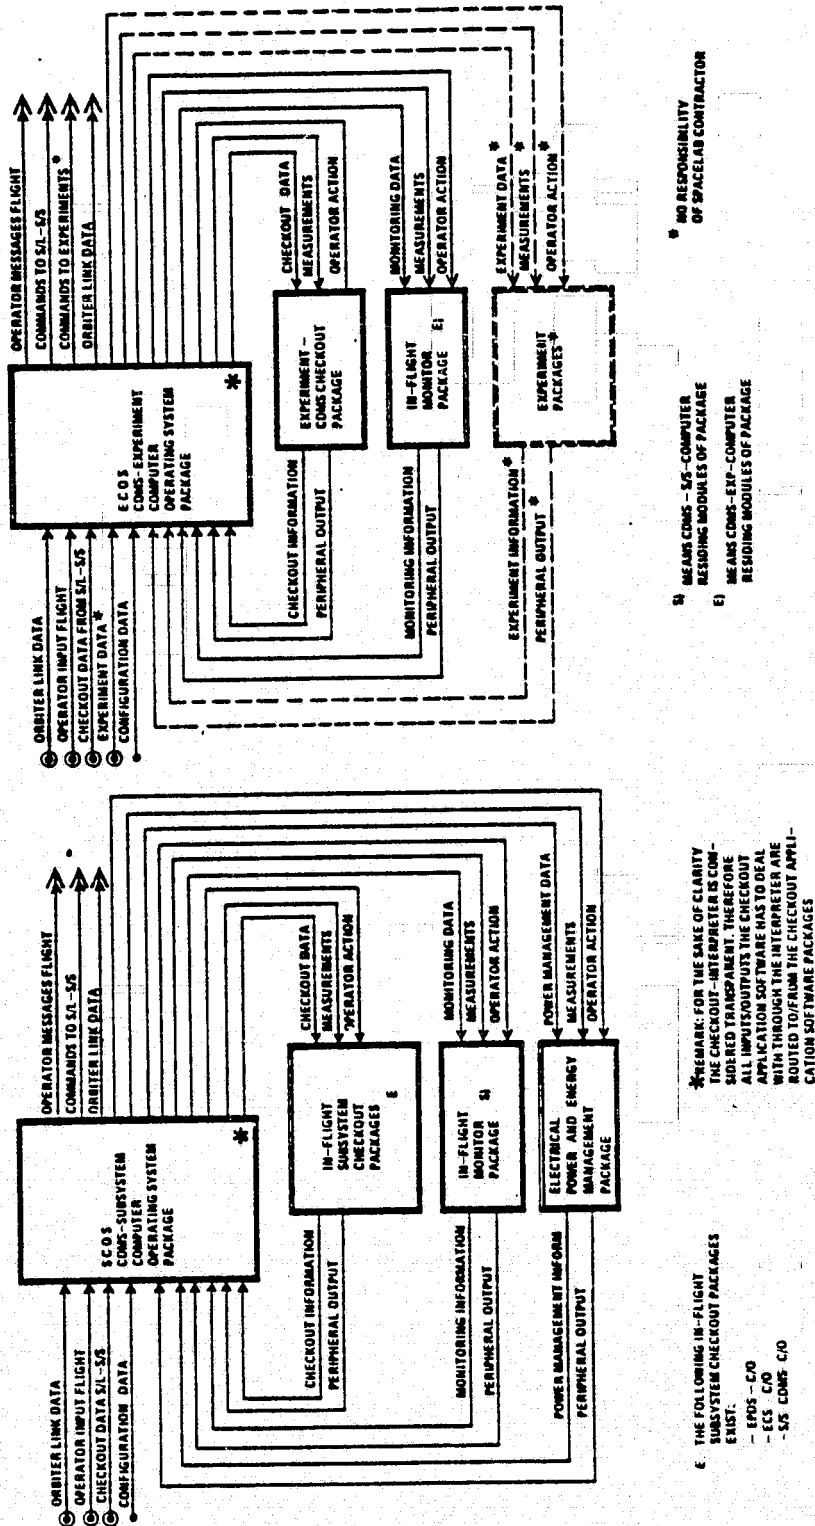 ORBITER LINK DATA
OPERATOR INPUT FLIGHT
CHECKOUT DATA S/L-S/S
CONFIGURATION DATA
SCOS
CDMS-SUBSYSTEM
COMPUTER
OPERATING SYSTEM
PACKAGE
*
OPERATOR MESSAGES FLIGHT
COMMANDS TO S/L-S/S
ORBITER LINK DATA
CHECKOUT INFORMATION
PERIPHERAL OUTPUT
IN-FLIGHT
SUBSYSTEM
CHECKOUT
PACKAGES
E
CHECKOUT DATA
MEASUREMENTS
OPERATOR ACTION
MONITORING INFORMATION
PERIPHERAL OUTPUT
IN-FLIGHT
MONITOR
PACKAGE S)
MONITORING DATA
MEASUREMENTS
OPERATOR ACTION
POWER MANAGEMENT INFORM
PERIPHERAL OUTPUT
ELECTRICAL
POWER AND ENERGY
MANAGEMENT
PACKAGE
POWER MANAGEMENT DATA
MEASUREMENTS
OPERATOR ACTION
E THE FOLLOWING IN-FLIGHT
SUBSYSTEM CHECKOUT PACKAGES
EXIST:
- EPDS - C/O
- ECS C/O
- S/S CDMS C/O
*REMARK: FOR THE SAKE OF CLARITY
THE CHECKOUT-INTERPRETER IS CON-
SIDERED TRANSPARENT. THEREFORE
ALL INPUTS/OUTPUTS THE CHECKOUT
APPLICATION SOFTWARE HAS TO DEAL
WITH THROUGH THE INTERPRETER ARE
ROUTED TO/FROM THE CHECKOUT APPLI-
CATION SOFTWARE PACKAGES
ORBITER LINK DATA
OPERATOR INPUT FLIGHT
CHECKOUT DATA FROM S/L-S/S
EXPERIMENT DATA*
CONFIGURATION DATA
ECOS
CDMS-EXPERIMENT
COMPUTER
OPERATING SYSTEM
PACKAGE
*
OPERATOR MESSAGES FLIGHT
COMMANDS TO S/L-S/S
COMMANDS TO EXPERIMENTS*
ORBITER LINK DATA
CHECKOUT INFORMATION
PERIPHERAL OUTPUT
EXPERIMENT-
CDMS CHECKOUT
PACKAGE
CHECKOUT DATA
MEASUREMENTS
OPERATOR ACTION
MONITORING INFORMATION
PERIPHERAL OUTPUT
IN-FLIGHT
MONITOR
PACKAGE E)
MONITORING DATA
MEASUREMENTS
OPERATOR ACTION
EXPERIMENT INFORMATION*
PERIPHERAL OUTPUT*
EXPERIMENT
PACKAGES*
EXPERIMENT DATA*
MEASUREMENTS*
OPERATOR ACTION*
S) MEANS CDMS-S/S-COMPUTER
RESIDING MODULES OF PACKAGE
E) MEANS CDMS-EXP-COMPUTER
RESIDING MODULES OF PACKAGE
* NO RESPONSIBILITY
OF SPACELAB CONTRACTOR